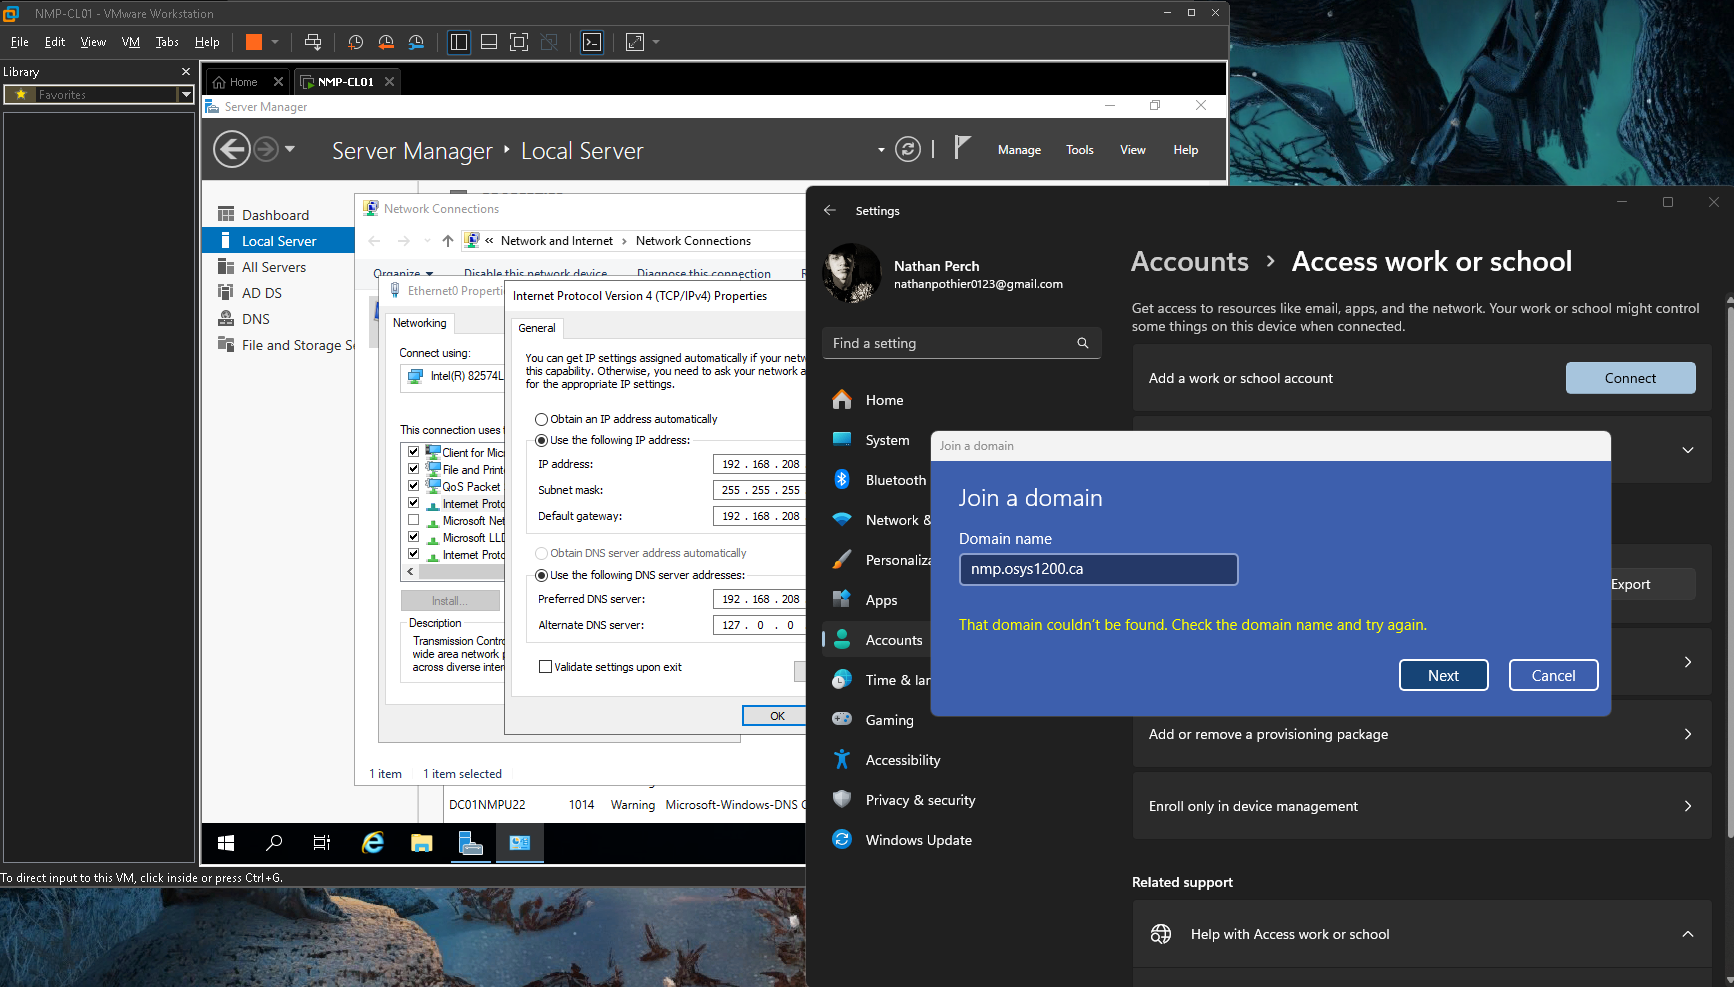 NMP-CL01 - VMware Workstation
File Edit View VM Tabs Help
Library
Favorites
Home
NMP-CL01
Server Manager
Server Manager Local Server
Manage Tools View Help
Dashboard
Local Server
All Servers
AD DS
DNS
File and Storage Se
Network Connections
« Network and Internet › Network Connections
Organize Disable this network device Diagnose this connection
Ethernet0 Properti
Networking
Connect using:
Intel(R) 82574L
This connection uses t
Client for Mic
File and Print
QoS Packet
Internet Proto
Microsoft Net
Microsoft LLD
Internet Proto
Install...
Description
Transmission Contro
wide area network p
across diverse inter
Internet Protocol Version 4 (TCP/IPv4) Properties
General
You can get IP settings assigned automatically if your netw
this capability. Otherwise, you need to ask your network a
for the appropriate IP settings.
Obtain an IP address automatically
Use the following IP address:
IP address: 192 . 168 . 208
Subnet mask: 255 . 255 . 255
Default gateway: 192 . 168 . 208
Obtain DNS server address automatically
Use the following DNS server addresses:
Preferred DNS server: 192 . 168 . 208
Alternate DNS server: 127 . 0 . 0
Validate settings upon exit
OK
1 item 1 item selected
DC01NMPU22 1014 Warning Microsoft-Windows-DNS C
To direct input to this VM, click inside or press Ctrl+G.
Settings
Nathan Perch
nathanpothier0123@gmail.com
Find a setting
Home
System
Bluetooth
Network &
Personaliza
Apps
Accounts
Time & lan
Gaming
Accessibility
Privacy & security
Windows Update
Accounts › Access work or school
Get access to resources like email, apps, and the network. Your work or school might control
some things on this device when connected.
Add a work or school account
Connect
Join a domain
Join a domain
Domain name
nmp.osys1200.ca
That domain couldn't be found. Check the domain name and try again.
Next Cancel
Export
Add or remove a provisioning package
Enroll only in device management
Related support
Help with Access work or school